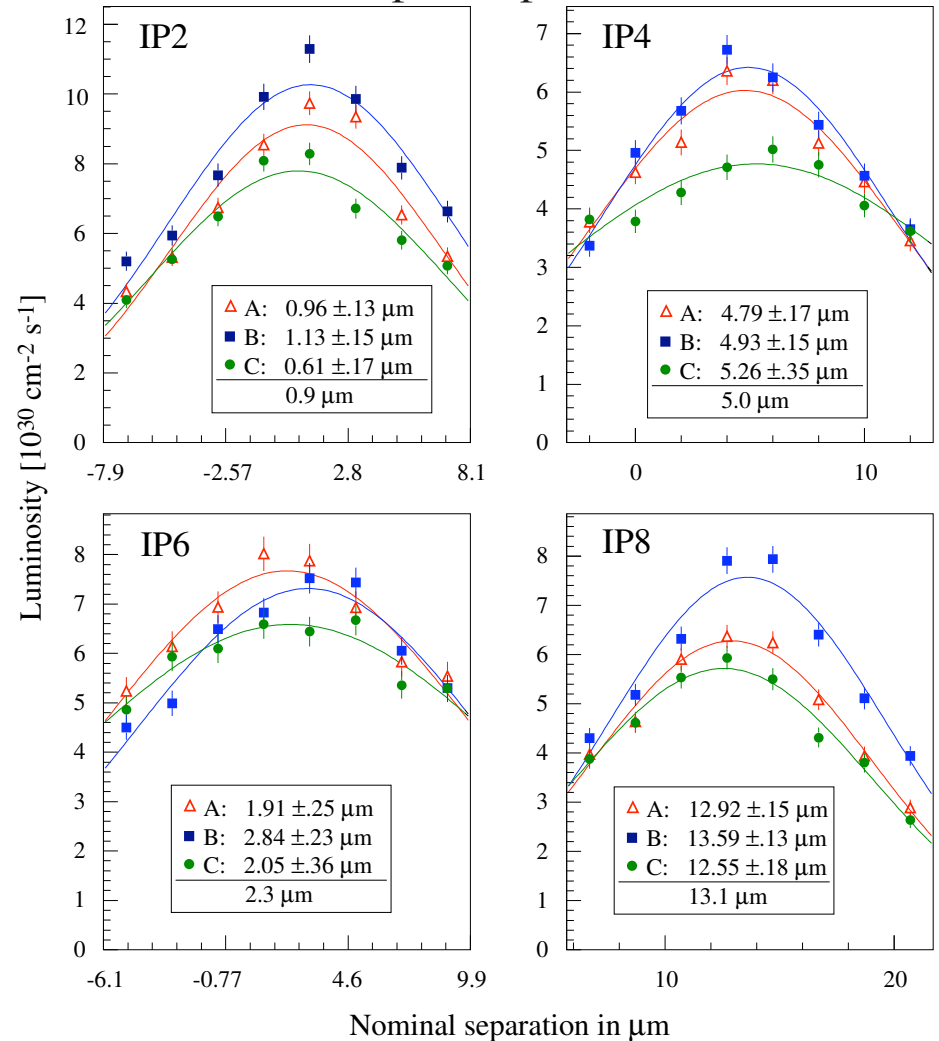 IP2
12
10
8
6
4
2
0
-7.9 -2.57 2.8 8.1
A: 0.96 ±.13 μm
B: 1.13 ±.15 μm
C: 0.61 ±.17 μm
0.9 μm
IP4
7
6
5
4
3
2
1
0
0 10
A: 4.79 ±.17 μm
B: 4.93 ±.15 μm
C: 5.26 ±.35 μm
5.0 μm
Luminosity [10^30 cm^-2 s^-1]
IP6
8
7
6
5
4
3
2
1
0
-6.1 -0.77 4.6 9.9
A: 1.91 ±.25 μm
B: 2.84 ±.23 μm
C: 2.05 ±.36 μm
2.3 μm
IP8
8
7
6
5
4
3
2
1
0
10 20
A: 12.92 ±.15 μm
B: 13.59 ±.13 μm
C: 12.55 ±.18 μm
13.1 μm
Nominal separation in μm